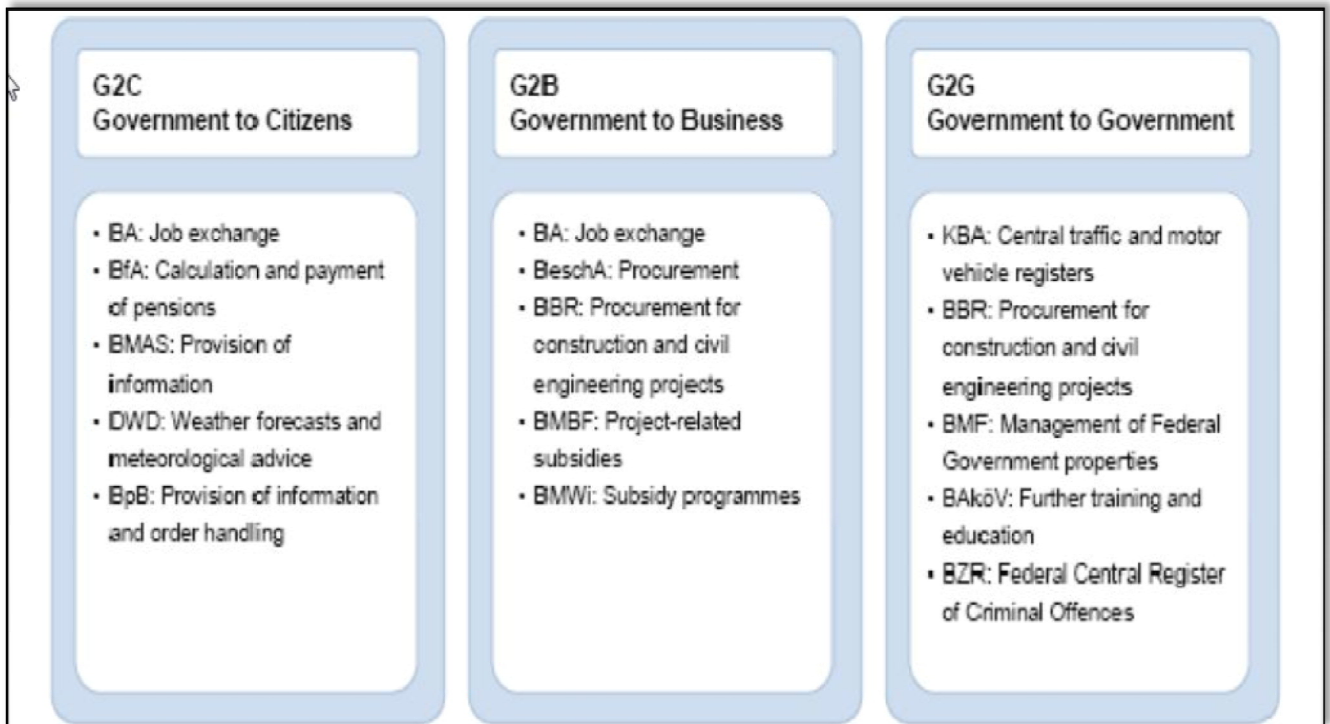 G2C
Government to Citizens
• BA: Job exchange
• BfA: Calculation and payment
of pensions
• BMAS: Provision of
information
• DWD: Weather forecasts and
meteorological advice
• BpB: Provision of information
and order handling
G2B
Government to Business
• BA: Job exchange
• BeschA: Procurement
• BBR: Procurement for
construction and civil
engineering projects
• BMBF: Project-related
subsidies
• BMWi: Subsidy programmes
G2G
Government to Government
• KBA: Central traffic and motor
vehicle registers
• BBR: Procurement for
construction and civil
engineering projects
• BMF: Management of Federal
Government properties
• BAköV: Further training and
education
• BZR: Federal Central Register
of Criminal Offences